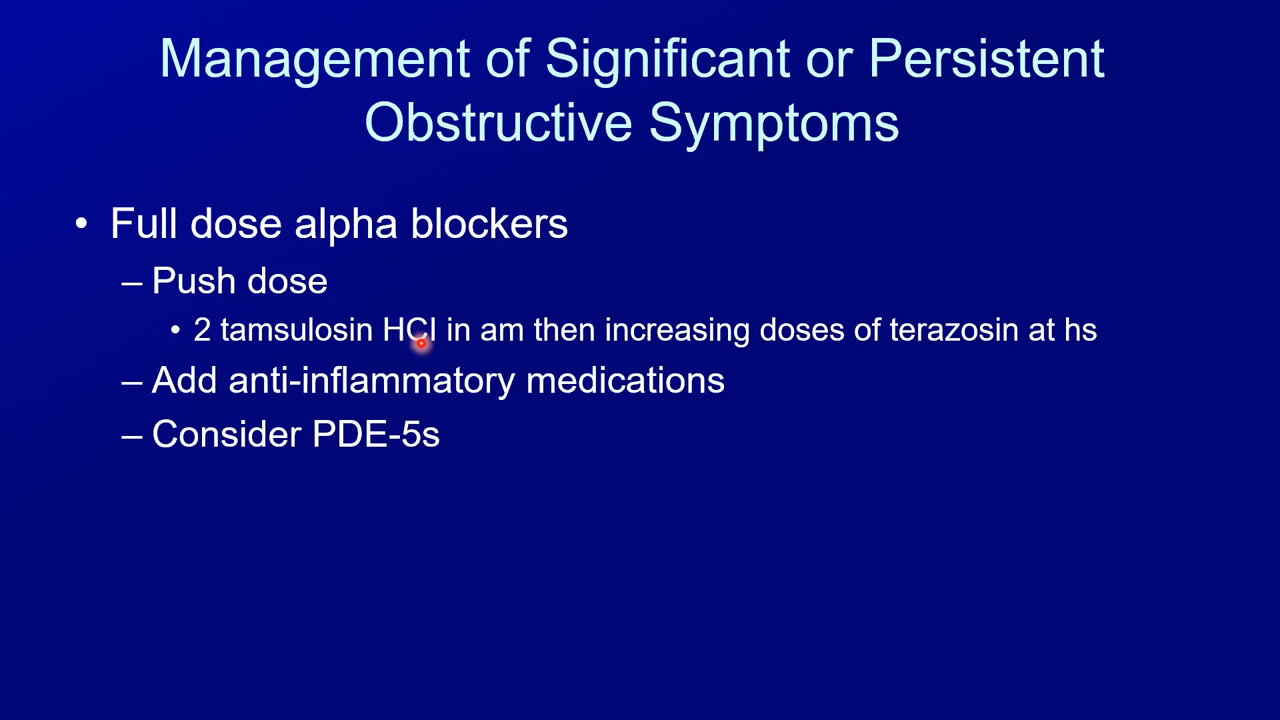 Management of Significant or Persistent
Obstructive Symptoms
• Full dose alpha blockers
– Push dose
• 2 tamsulosin HCl in am then increasing doses of terazosin at hs
– Add anti-inflammatory medications
– Consider PDE-5s